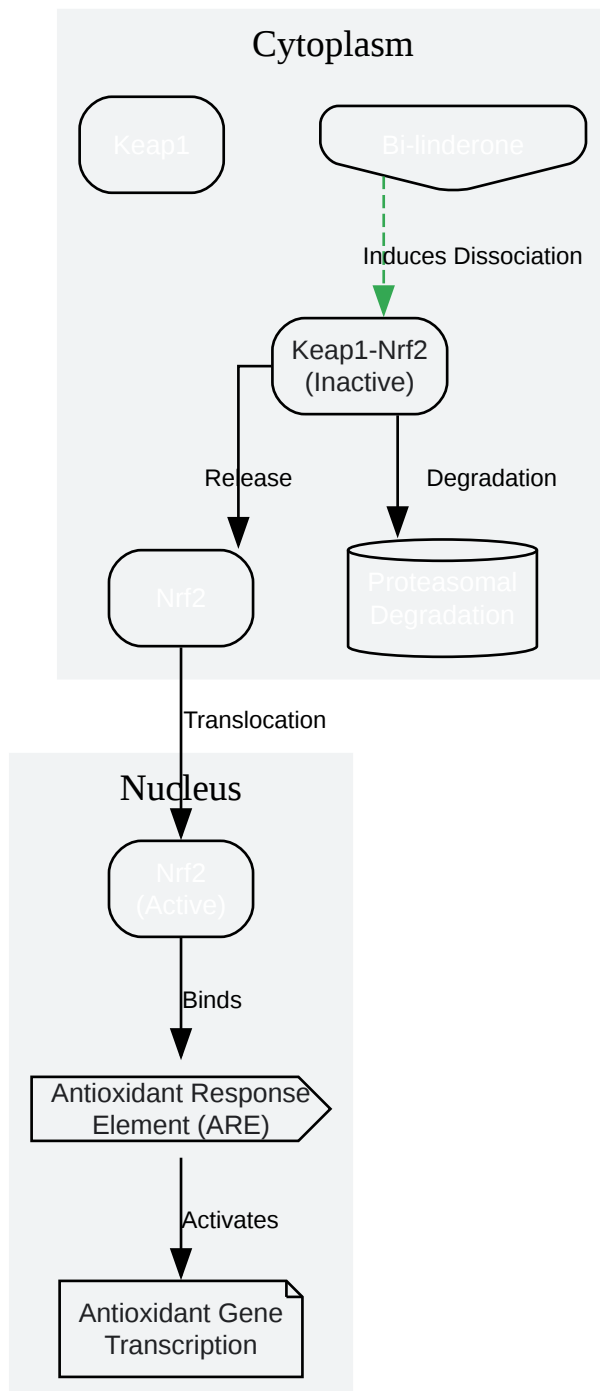 Cytoplasm
Keap1
Bi-linderone
Induces Dissociation
Keap1-Nrf2
(Inactive)
Release
Degradation
Nrf2
Proteasomal
Degradation
Translocation
Nucleus
Nrf2
(Active)
Binds
Antioxidant Response
Element (ARE)
Activates
Antioxidant Gene
Transcription